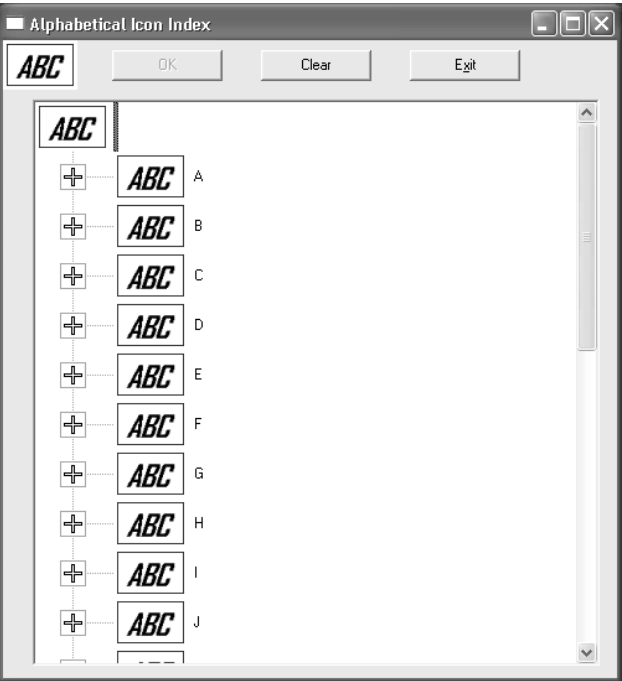 Alphabetical Icon Index
ABC OK Clear Exit
ABC
ABC A
ABC B
ABC C
ABC D
ABC E
ABC F
ABC G
ABC H
ABC I
ABC J